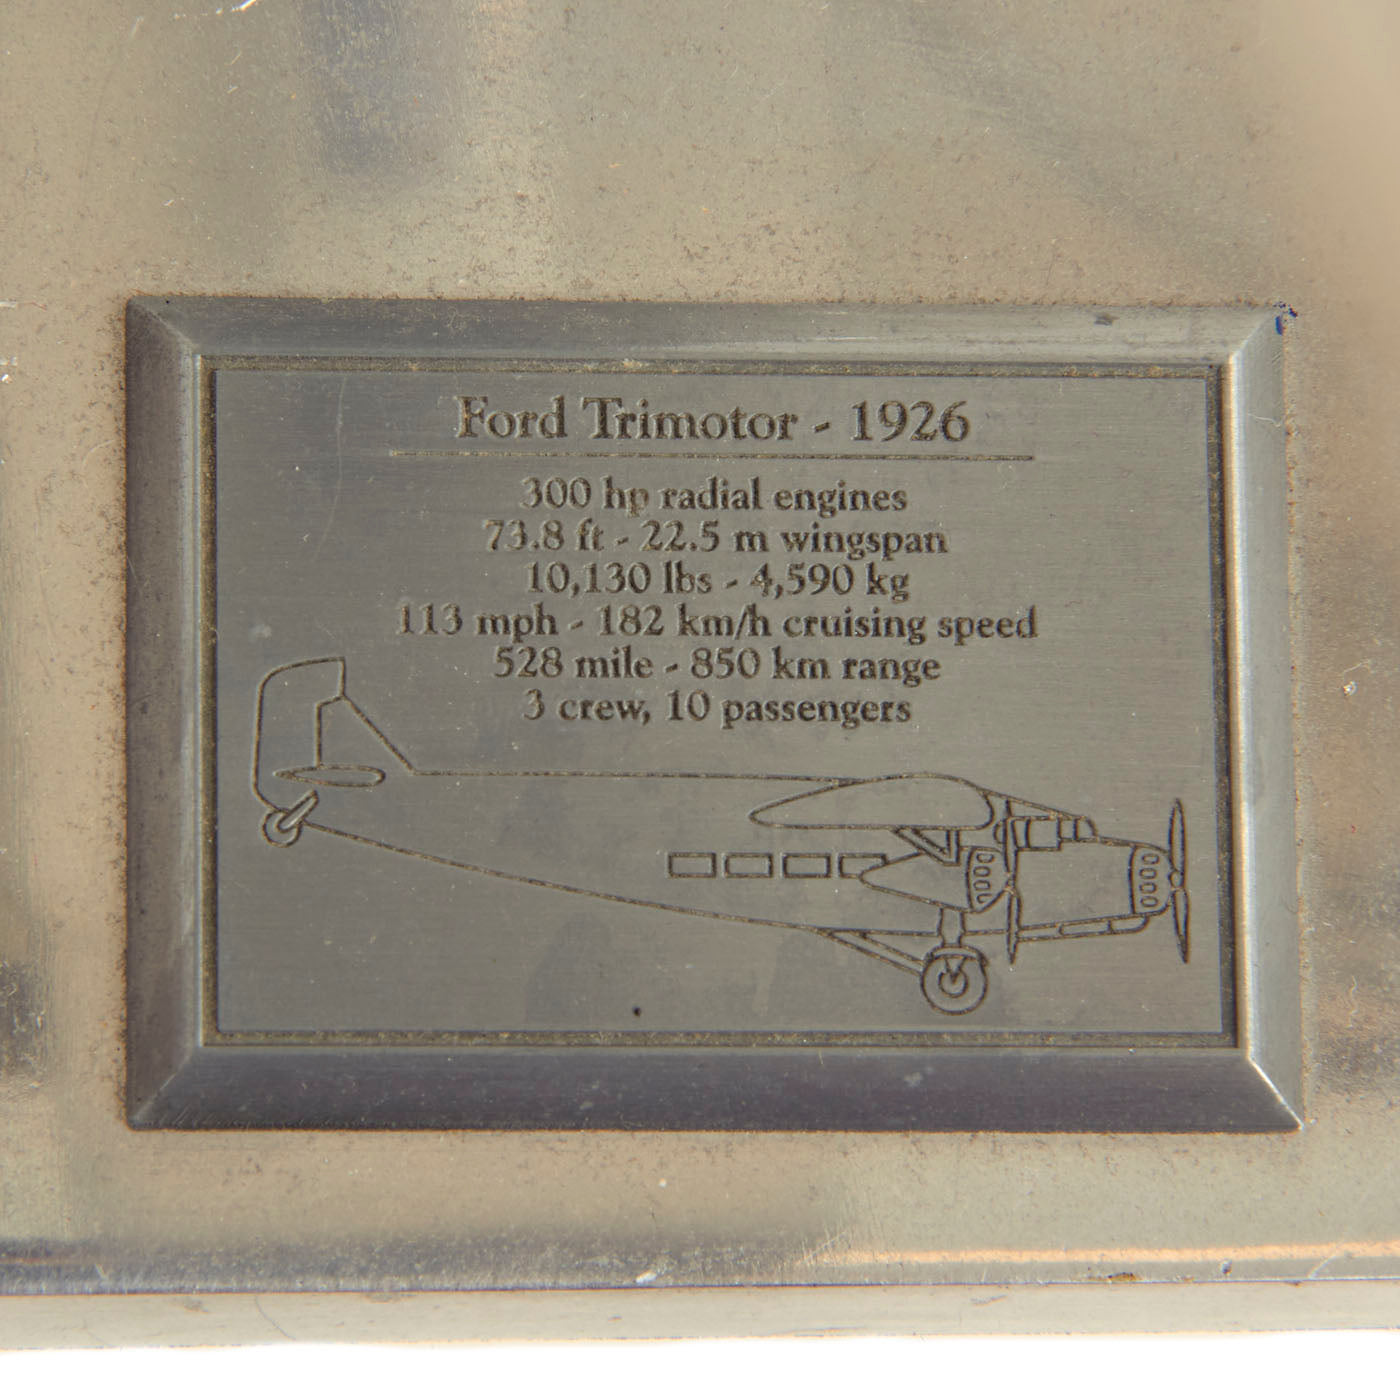 Ford Trimotor - 1926
300 hp radial engines
73.8 ft - 22.5 m wingspan
10,130 lbs - 4,590 kg
113 mph - 182 km/h cruising speed
528 mile - 850 km range
3 crew, 10 passengers